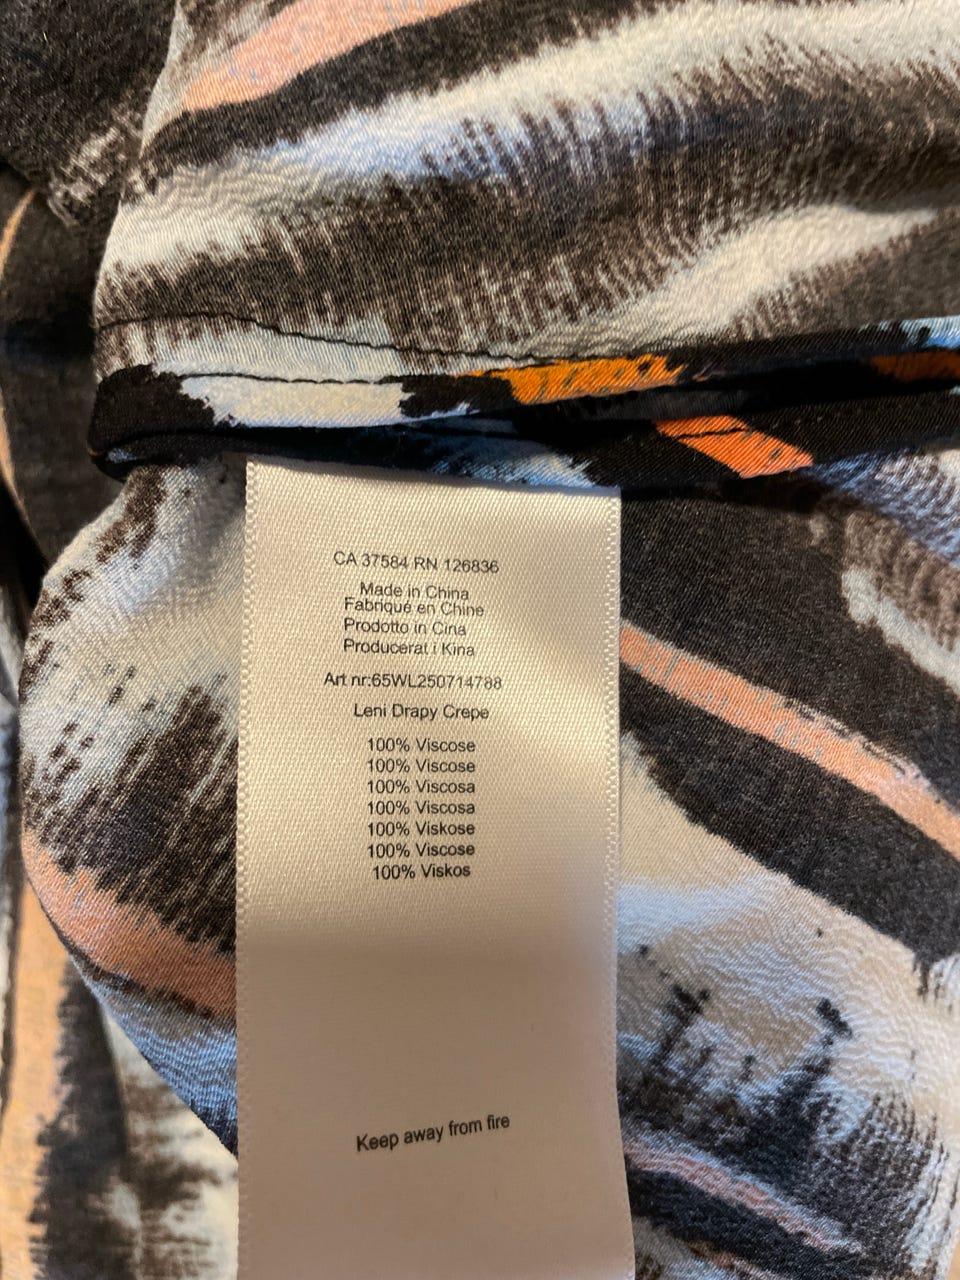 CA 37584 RN 126836
Made in China
Fabriqué en Chine
Prodotto in Cina
Producerat i Kina
Art nr:65WL250714788
Leni Drapy Crepe
100% Viscose
100% Viscose
100% Viscosa
100% Viscosa
100% Viskose
100% Viscose
100% Viskos
Keep away from fire